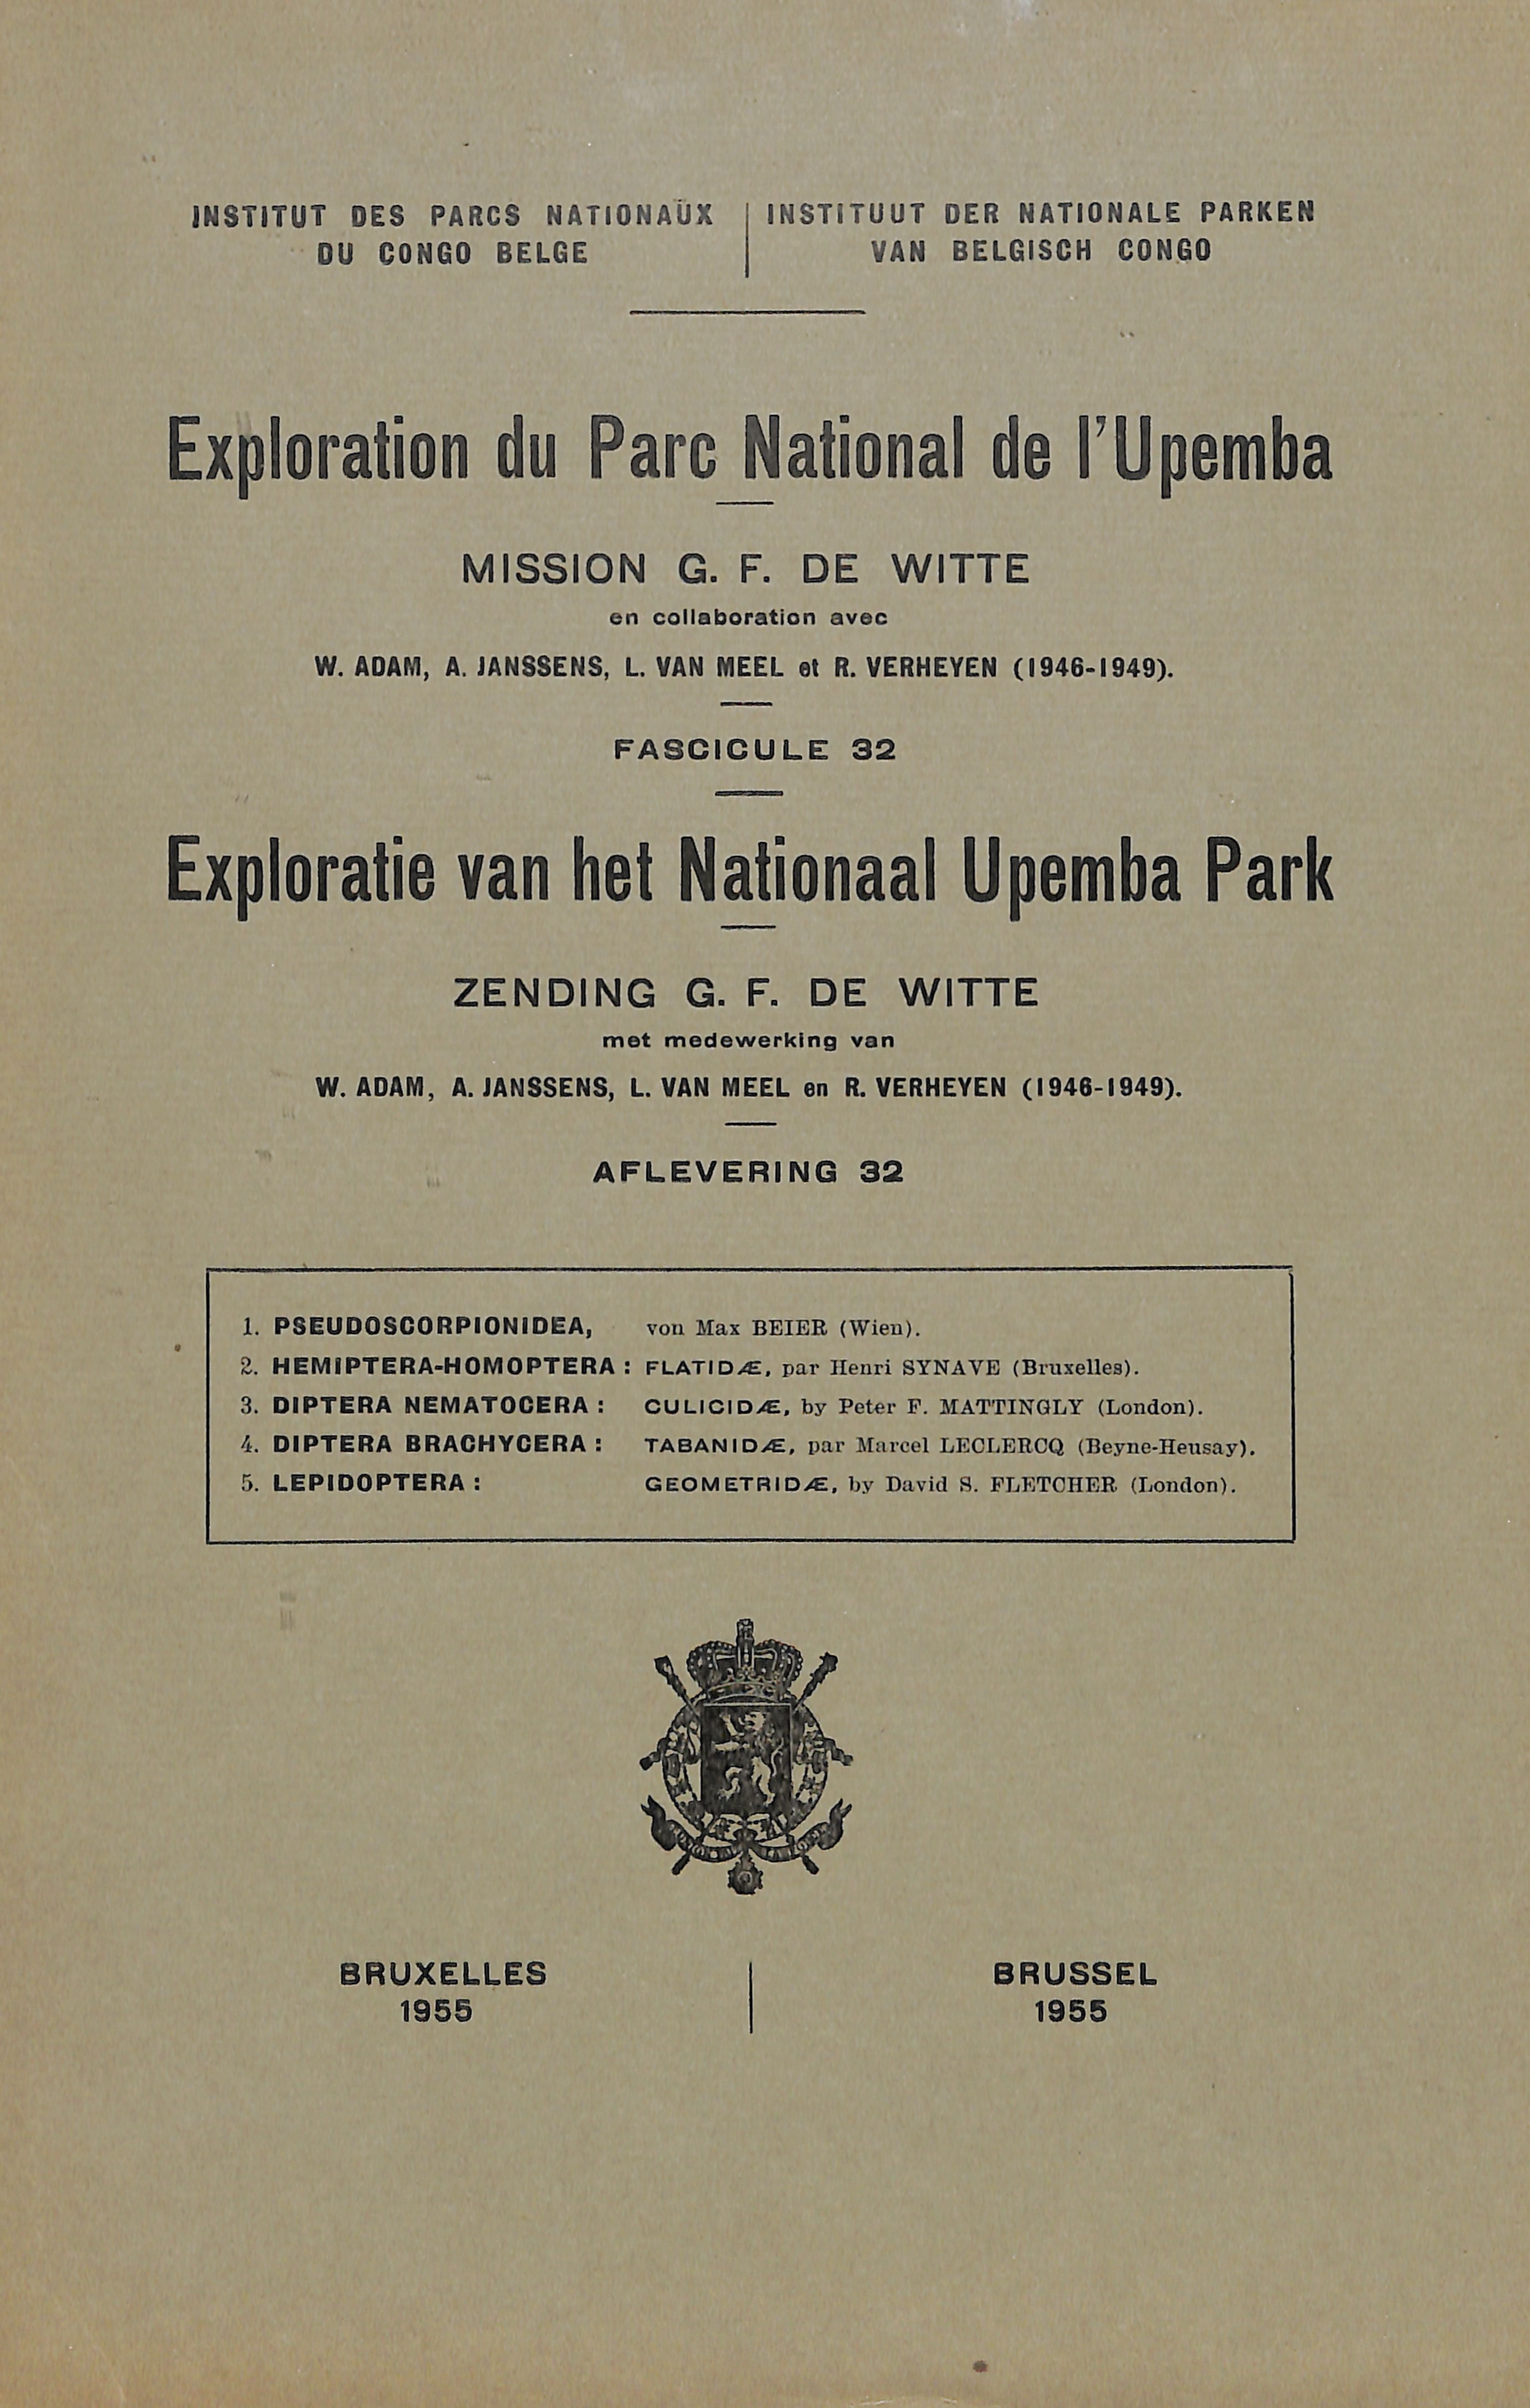 INSTITUT DES PARCS NATIONAUX
DU CONGO BELGE
INSTITUUT DER NATIONALE PARKEN
VAN BELGISCH CONGO
Exploration du Parc National de l'Upemba
MISSION G. F. DE WITTE
en collaboration avec
W. ADAM, A. JANSSENS, L. VAN MEEL et R. VERHEYEN (1946-1949).
FASCICULE 32
Exploratie van het Nationaal Upemba Park
ZENDING G. F. DE WITTE
met medewerking van
W. ADAM, A. JANSSENS, L. VAN MEEL en R. VERHEYEN (1946-1949).
AFLEVERING 32
1. PSEUDOSCORPIONIDEA, von Max BEIER (Wien).
2. HEMIPTERA-HOMOPTERA : FLATIDÆ, par Henri SYNAVE (Bruxelles).
3. DIPTERA NEMATOCERA : CULICIDÆ, by Peter F. MATTINGLY (London).
4. DIPTERA BRACHYCERA : TABANIDÆ, par Marcel LECLERCQ (Beyne-Heusay).
5. LEPIDOPTERA : GEOMETRIDÆ, by David S. FLETCHER (London).
BRUXELLES
1955
BRUSSEL
1955